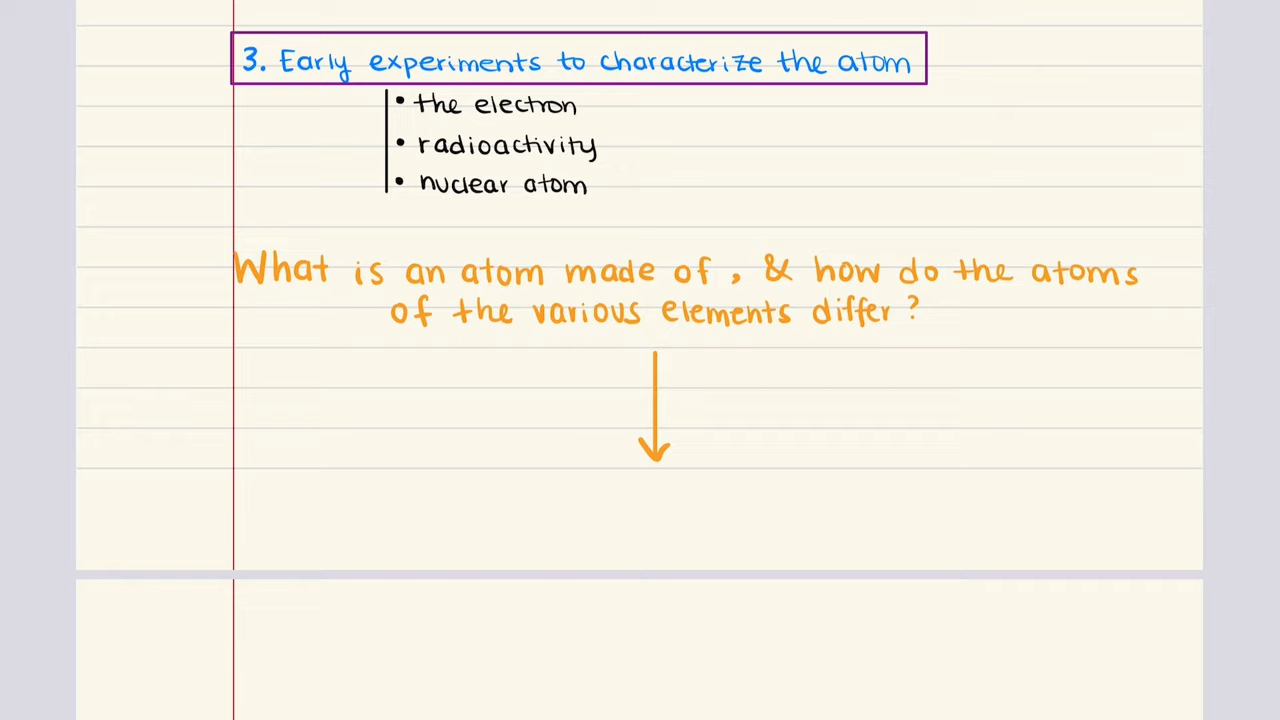 3. Early experiments to characterize the atom
• the electron
• radioactivity
• nuclear atom
What is an atom made of, & how do the atoms
of the various elements differ?